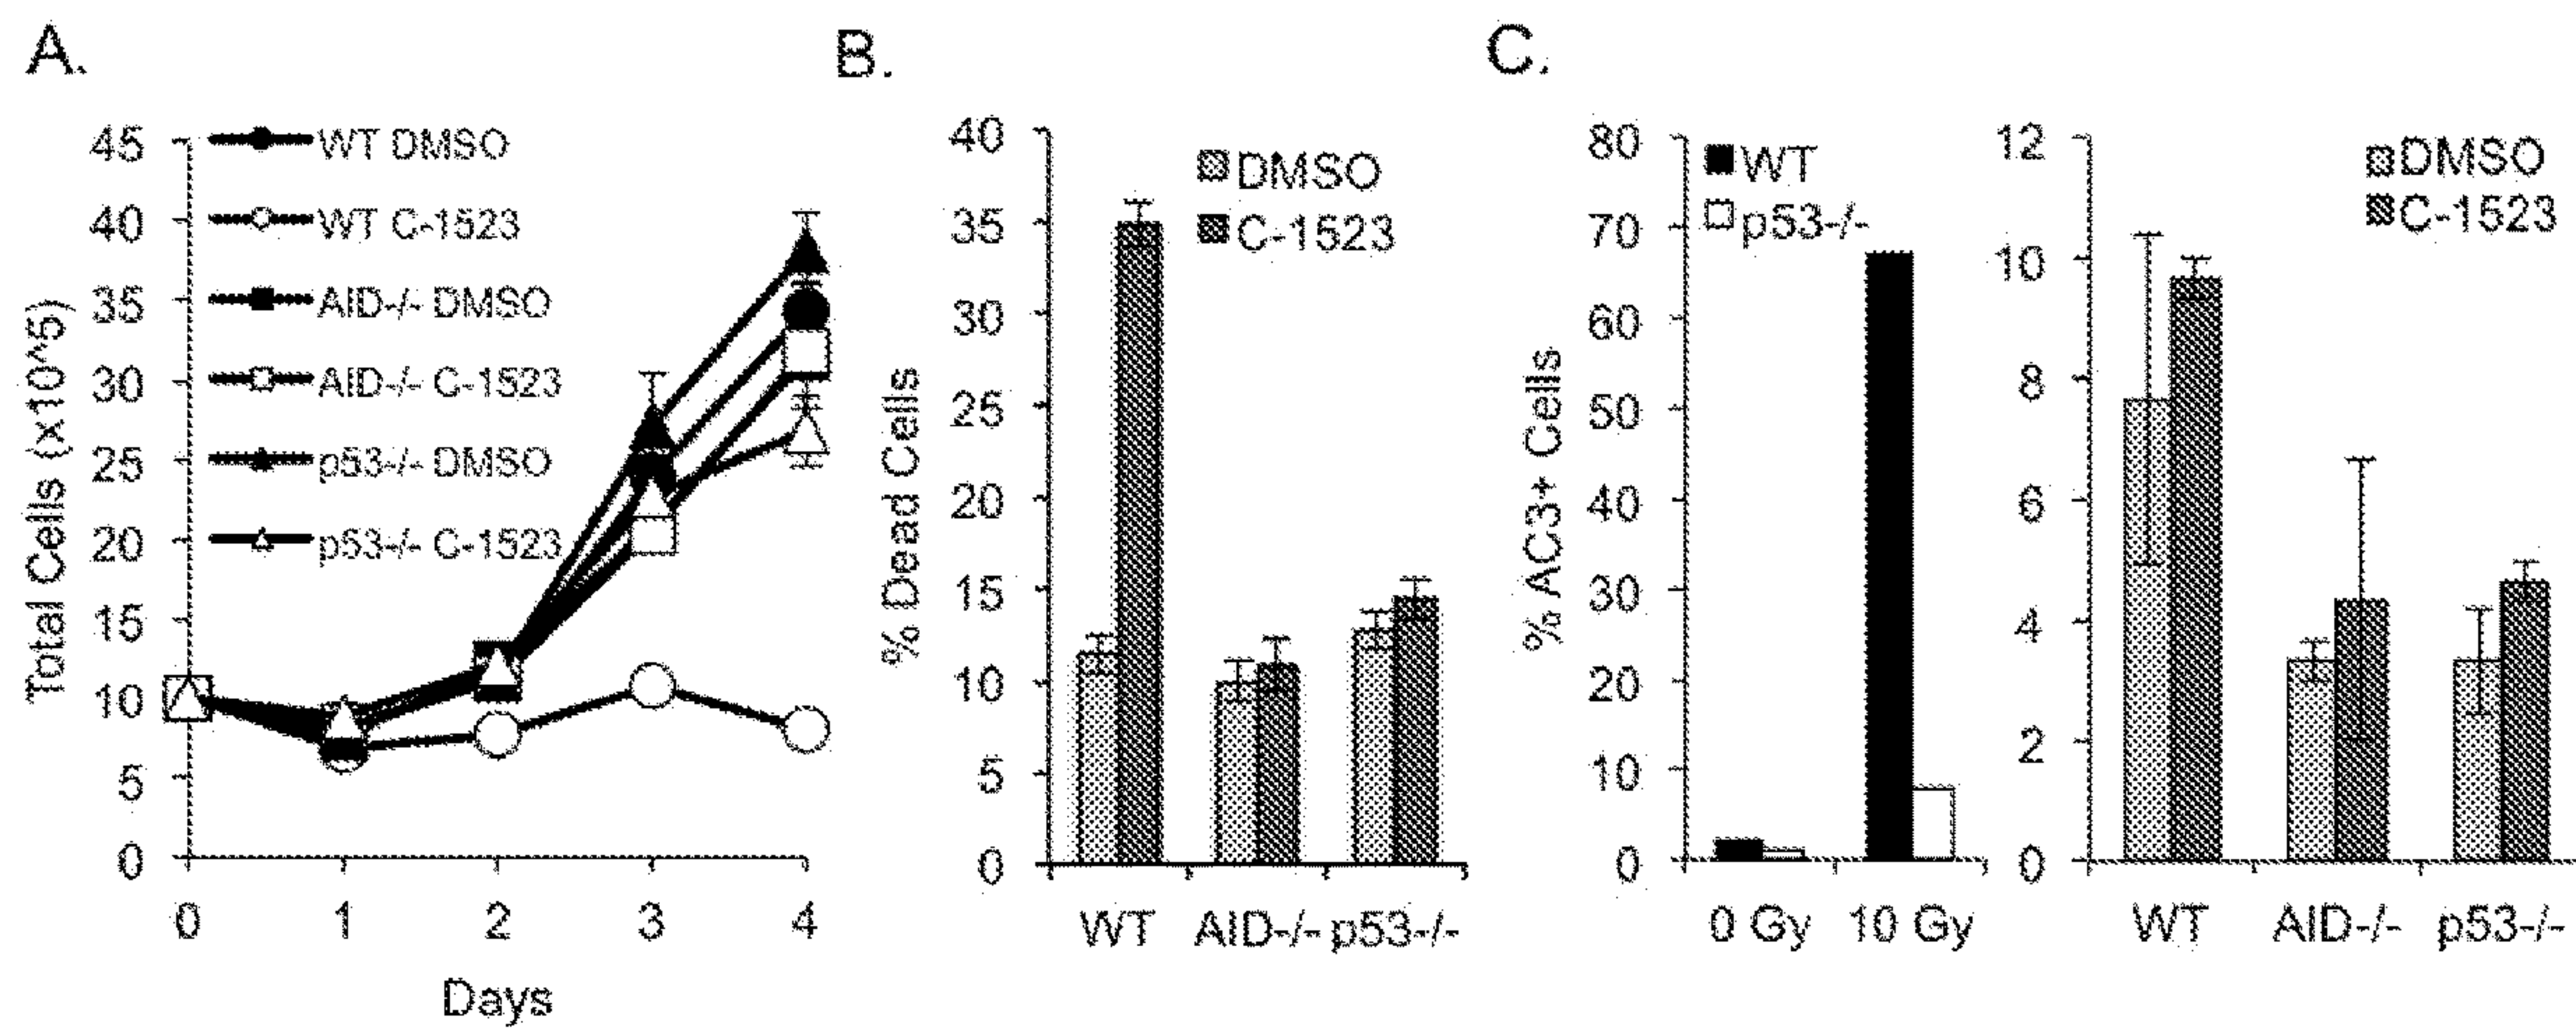 A.
Total Cells (x10^5)
45
40
35
30
25
20
15
10
5
0
WT DMSO
WT C-1523
AID-/- DMSO
AID-/- C-1523
p53-/- DMSO
p53-/- C-1523
0 1 2 3 4
Days
B.
% Dead Cells
40
35
30
25
20
15
10
5
0
DMSO
C-1523
WT AID-/- p53-/-
C.
% AC3+ Cells
80
70
60
50
40
30
20
10
0
WT
p53-/-
0 Gy 10 Gy
12
10
8
6
4
2
0
DMSO
C-1523
WT AID-/- p53-/-